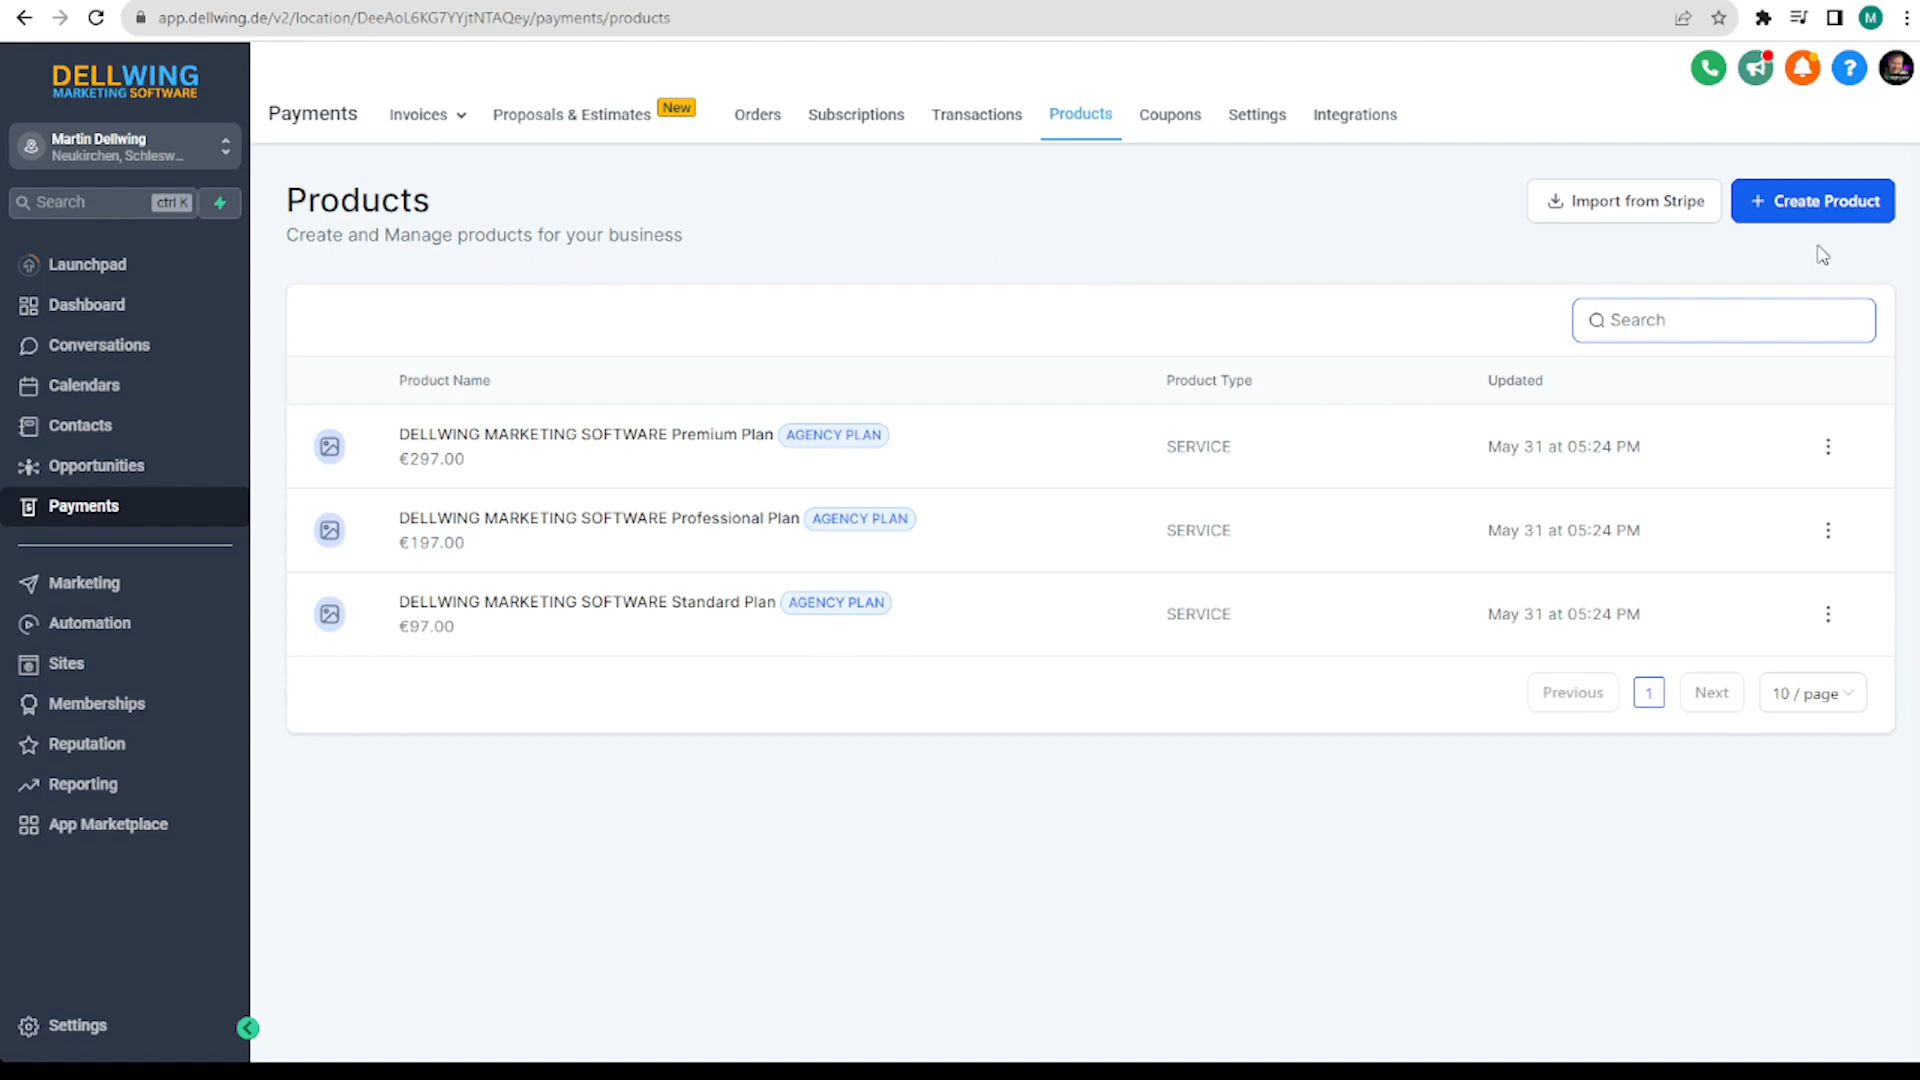 app.dellwing.de/v2/location/DeeAoL6KG7YYjtNTAQey/payments/products
M
DELLWING
MARKETING SOFTWARE
Martin Dellwing
Neukirchen, Schlesw...
Search ctrl K
Launchpad
Dashboard
Conversations
Calendars
Contacts
Opportunities
Payments
Marketing
Automation
Sites
Memberships
Reputation
Reporting
App Marketplace
Settings
Payments Invoices Proposals & Estimates New Orders Subscriptions Transactions Products Coupons Settings Integrations
?
Products
Create and Manage products for your business
Import from Stripe
+ Create Product
Search
Product Name Product Type Updated
DELLWING MARKETING SOFTWARE Premium Plan AGENCY PLAN
€297.00
SERVICE May 31 at 05:24 PM
DELLWING MARKETING SOFTWARE Professional Plan AGENCY PLAN
€197.00
SERVICE May 31 at 05:24 PM
DELLWING MARKETING SOFTWARE Standard Plan AGENCY PLAN
€97.00
SERVICE May 31 at 05:24 PM
Previous 1 Next 10 / page